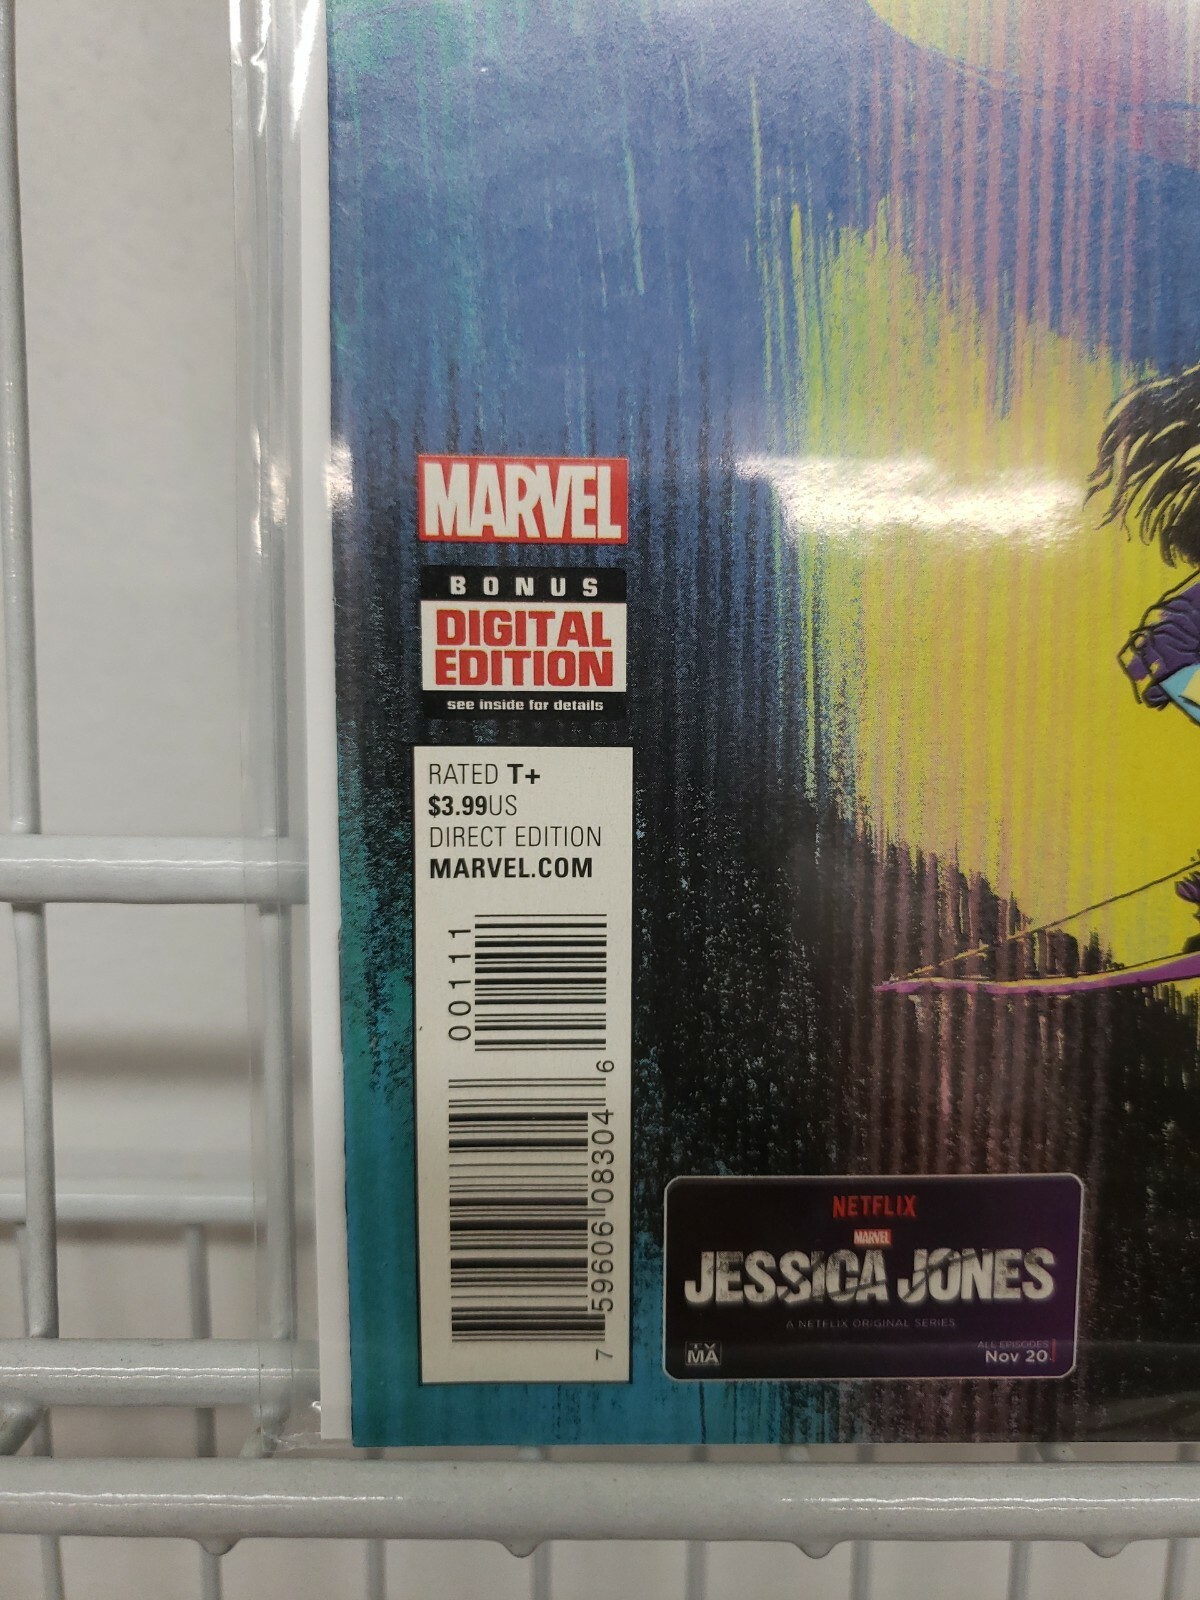 MARVEL
BONUS
DIGITAL
EDITION
see inside for details
RATED T+
$3.99US
DIRECT EDITION
MARVEL.COM
00111
7 59606 08304 6
NETFLIX
MARVEL
JESSICA JONES
A NETFLIX ORIGINAL SERIES
TV
MA
ALL EPISODES
Nov 20